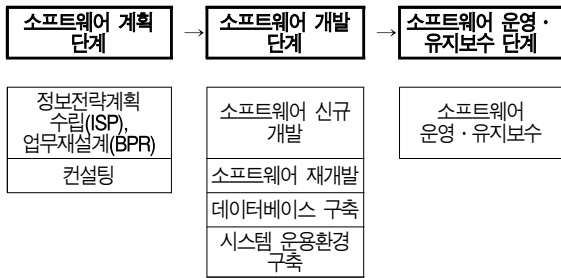 소프트웨어 계획
단계
→
소프트웨어 개발
단계
→
소프트웨어 운영·
유지보수 단계
정보전략계획
수립(ISP),
업무재설계(BPR)
컨설팅
소프트웨어 신규
개발
소프트웨어 재개발
데이터베이스 구축
시스템 운용환경
구축
소프트웨어
운영·유지보수